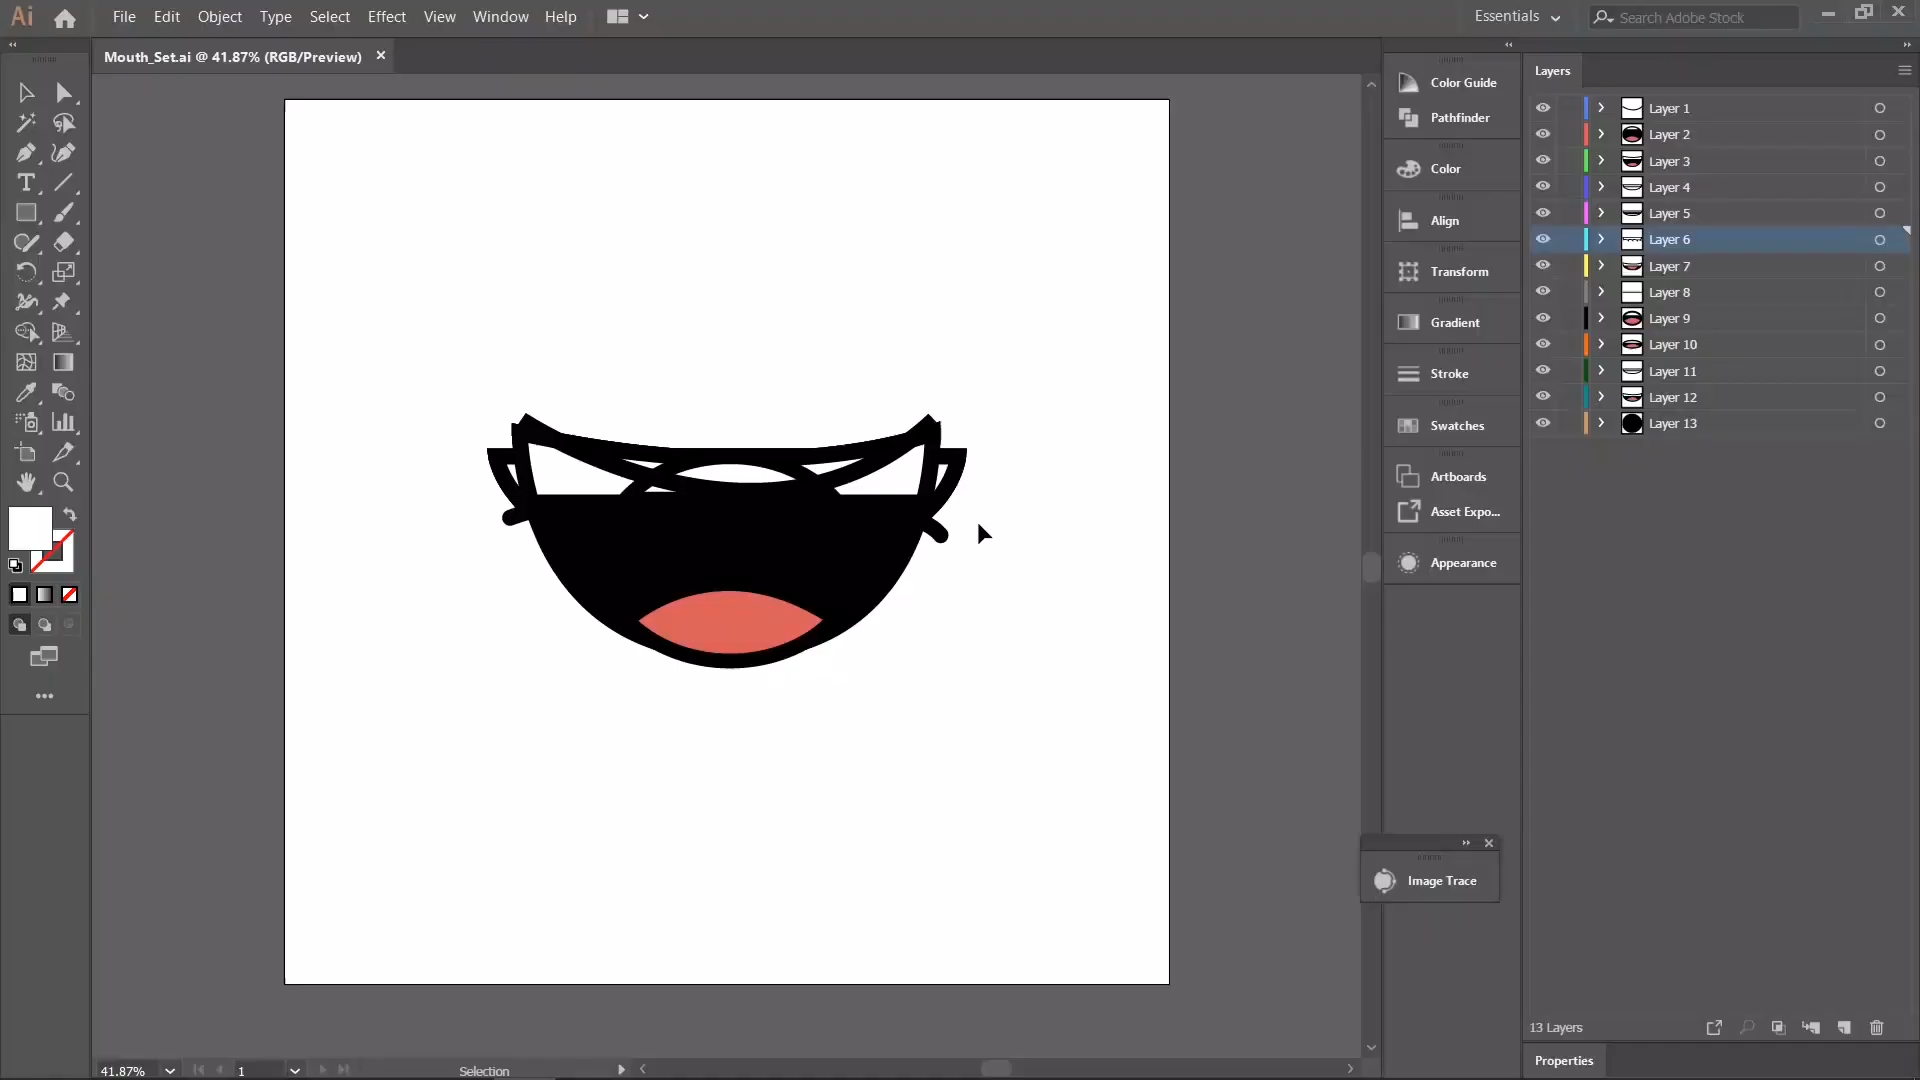 Ai File Edit Object Type Select Effect View Window Help Essentials Search Adobe Stock
Mouth_Set.ai @ 41.87% (RGB/Preview)
Color Guide
Pathfinder
Color
Align
Transform
Gradient
Stroke
Swatches
Artboards
Asset Expo...
Appearance
Image Trace
Layers
Layer 1
Layer 2
Layer 3
Layer 4
Layer 5
Layer 6
Layer 7
Layer 8
Layer 9
Layer 10
Layer 11
Layer 12
Layer 13
13 Layers
Properties
41.87% 1 Selection